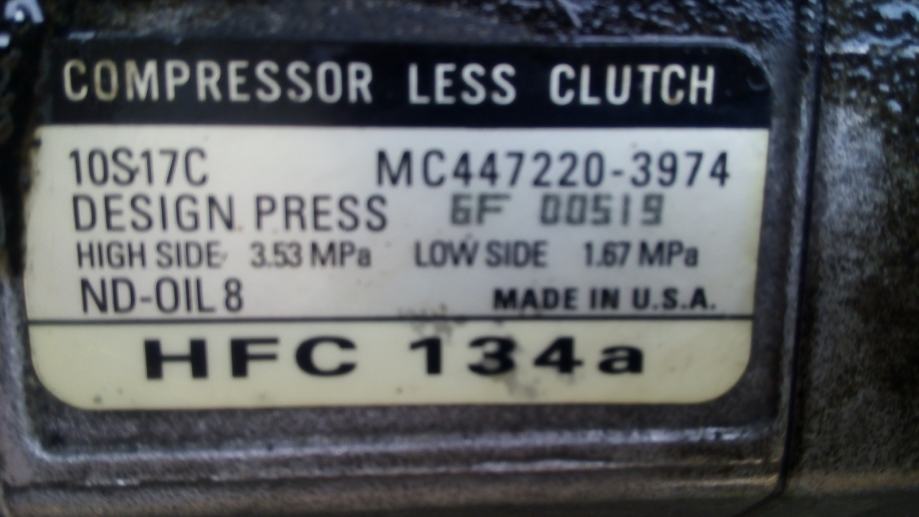 COMPRESSOR LESS CLUTCH
10S17C MC447220-3974
DESIGN PRESS 6F 00519
HIGH SIDE 3.53 MPa LOW SIDE 1.67 MPa
ND-OIL 8 MADE IN U.S.A.
HFC 134a